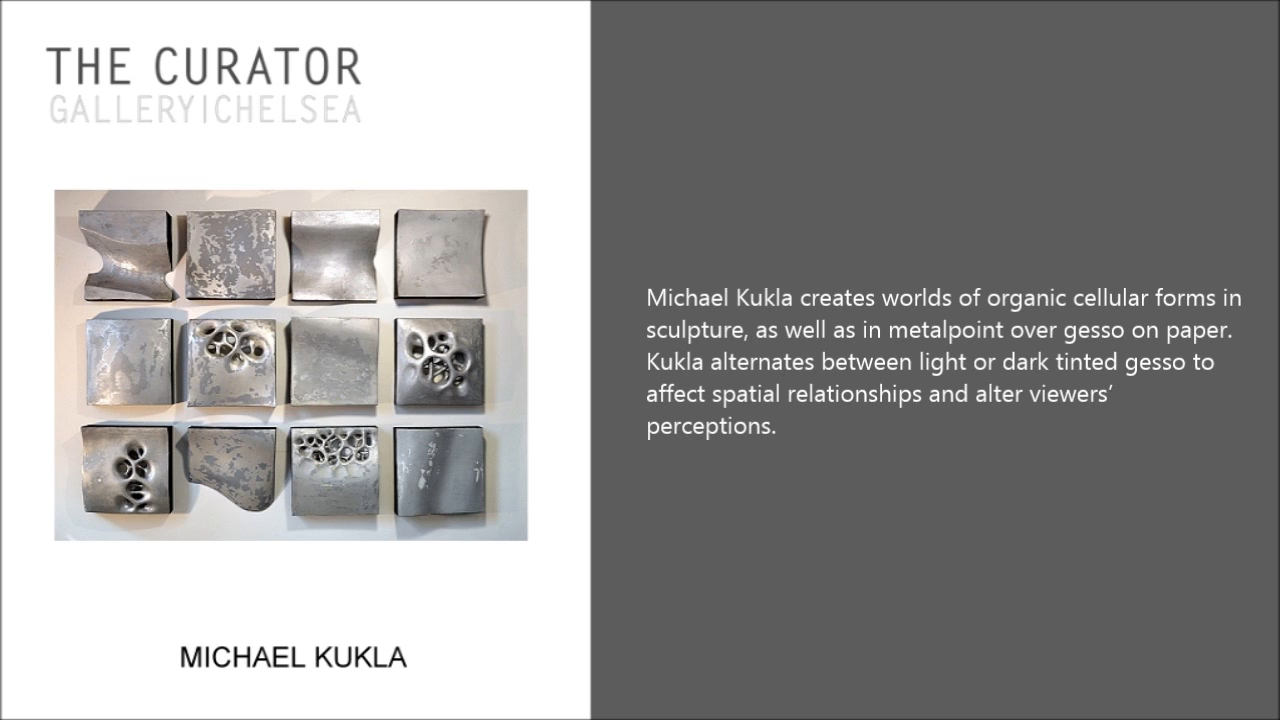 THE CURATOR
GALLERY|CHELSEA
MICHAEL KUKLA
Michael Kukla creates worlds of organic cellular forms in
sculpture, as well as in metalpoint over gesso on paper.
Kukla alternates between light or dark tinted gesso to
affect spatial relationships and alter viewers’
perceptions.